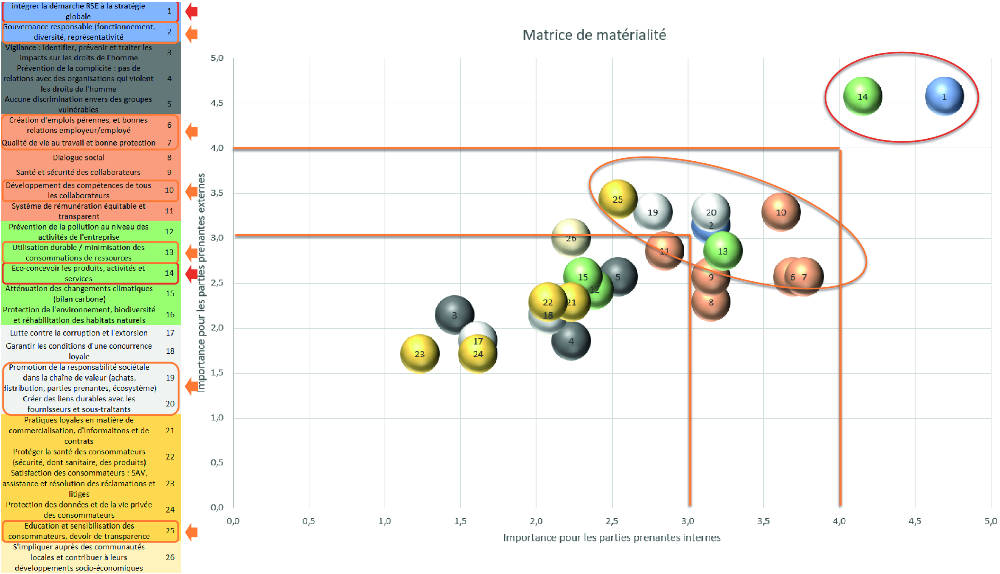 intégrer la démarche RSE à la stratégie
globale
1
Gouvernance responsable (fonctionnement,
diversité, représentativité
2
Vigilance : identifier, prévenir et traiter les
impacts sur les droits de l'homme
3
Prévention de la complicité : pas de
relations avec des organisations qui violent
les droits de l'homme
4
Aucune discrimination envers des groupes
vulnérables
5
Création d'emplois pérennes, et bonnes
relations employeur/employé
6
Qualité de vie au travail et bonne protection
7
Dialogue social
8
Santé et sécurité des collaborateurs
9
Développement des compétences de tous
les collaborateurs
10
Système de rémunération équitable et
transparent
11
Prévention de la pollution au niveau des
activités de l'entreprise
12
Utilisation durable / minimisation des
consommations de ressources
13
Eco-concevoir les produits, activités et
services
14
Atténuation des changements climatiques
(bilan carbone)
15
Protection de l'environnement, biodiversité
et réhabilitation des habitats naturels
16
Lutte contre la corruption et l'extorsion
17
Garantir les conditions d'une concurrence
loyale
18
Promotion de la responsabilité sociétale
dans la chaîne de valeur (achats,
distribution, parties prenantes, écosystème)
19
Créer des liens durables avec les
fournisseurs et sous-traitants
20
Pratiques loyales en matière de
commercialisation, d'informaitons et de
contrats
21
Protéger la santé des consommateurs
(sécurité, dont sanitaire, des produits)
22
Satisfaction des consommateurs : SAV,
assistance et résolution des réclamations et
litiges
23
Protection des données et de la vie privée
des consommateurs
24
Education et sensibilisation des
consommateurs, devoir de transparence
25
S'impliquer auprès des communautés
locales et contribuer à leurs
développements socio-économiques
26
Matrice de matérialité
Importance pour les parties prenantes externes
5,0
4,5
4,0
3,5
3,0
2,5
2,0
1,5
1,0
0,5
0,0
14
1
25
19
20
10
2
26
11
13
15
5
9
6
7
12
22
21
8
3
18
17
4
23
24
0,0
0,5
1,0
1,5
2,0
2,5
3,0
3,5
4,0
4,5
5,0
Importance pour les parties prenantes internes